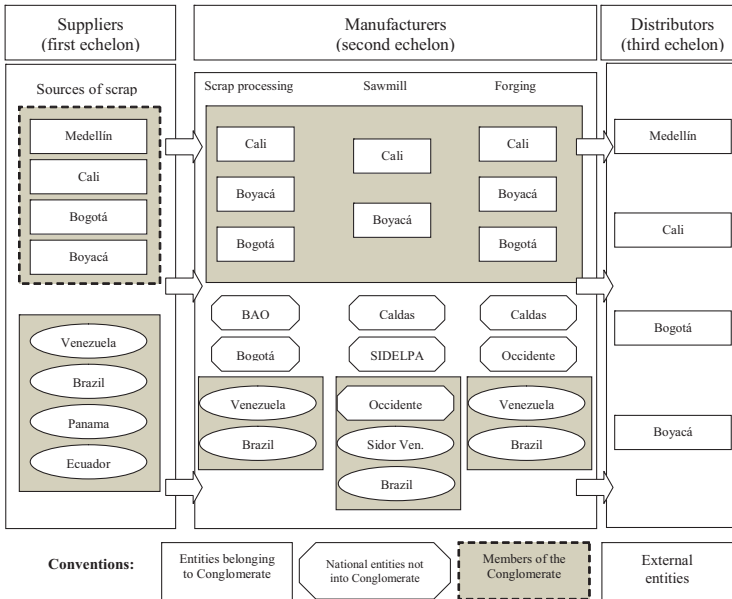 Suppliers
(first echelon)
Manufacturers
(second echelon)
Distributors
(third echelon)
Sources of scrap
Medellín
Cali
Bogotá
Boyacá
Venezuela
Brazil
Panama
Ecuador
Scrap processing
Sawmill
Forging
Cali
Boyacá
Bogotá
Cali
Boyacá
Cali
Boyacá
Bogotá
BAO
Bogotá
Venezuela
Brazil
Caldas
SIDELPA
Occidente
Sidor Ven.
Brazil
Caldas
Occidente
Venezuela
Brazil
Medellín
Cali
Bogotá
Boyacá
Conventions:
Entities belonging
to Conglomerate
National entities not
into Conglomerate
Members of the
Conglomerate
External
entities